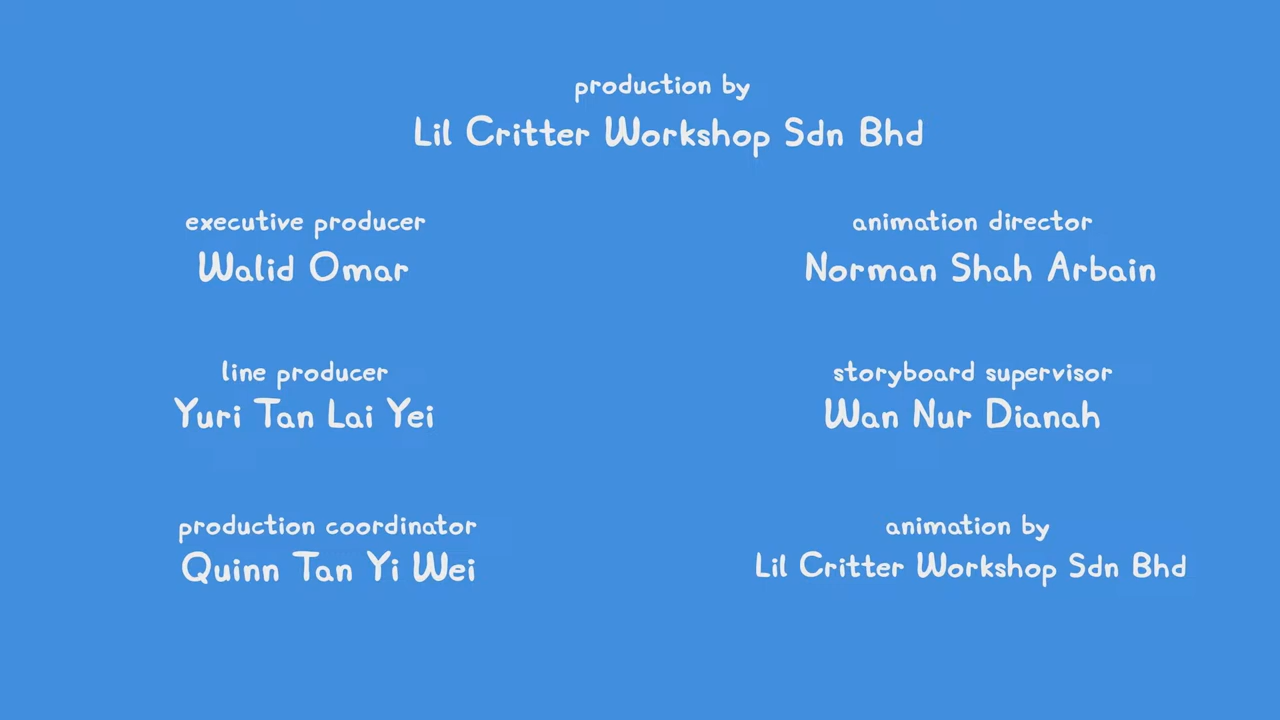 production by
Lil Critter Workshop Sdn Bhd
executive producer
Walid Omar
animation director
Norman Shah Arbain
line producer
Yuri Tan Lai Yei
storyboard supervisor
Wan Nur Dianah
production coordinator
Quinn Tan Yi Wei
animation by
Lil Critter Workshop Sdn Bhd